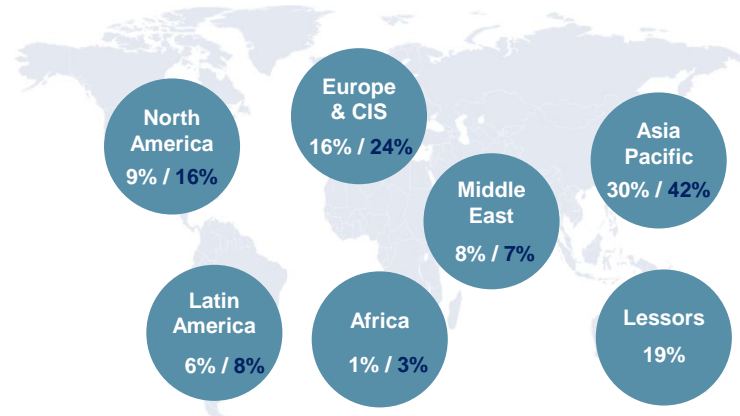 North
America
9% / 16%
Europe
& CIS
16% / 24%
Asia
Pacific
30% / 42%
Middle
East
8% / 7%
Latin
America
6% / 8%
Africa
1% / 3%
Lessors
19%